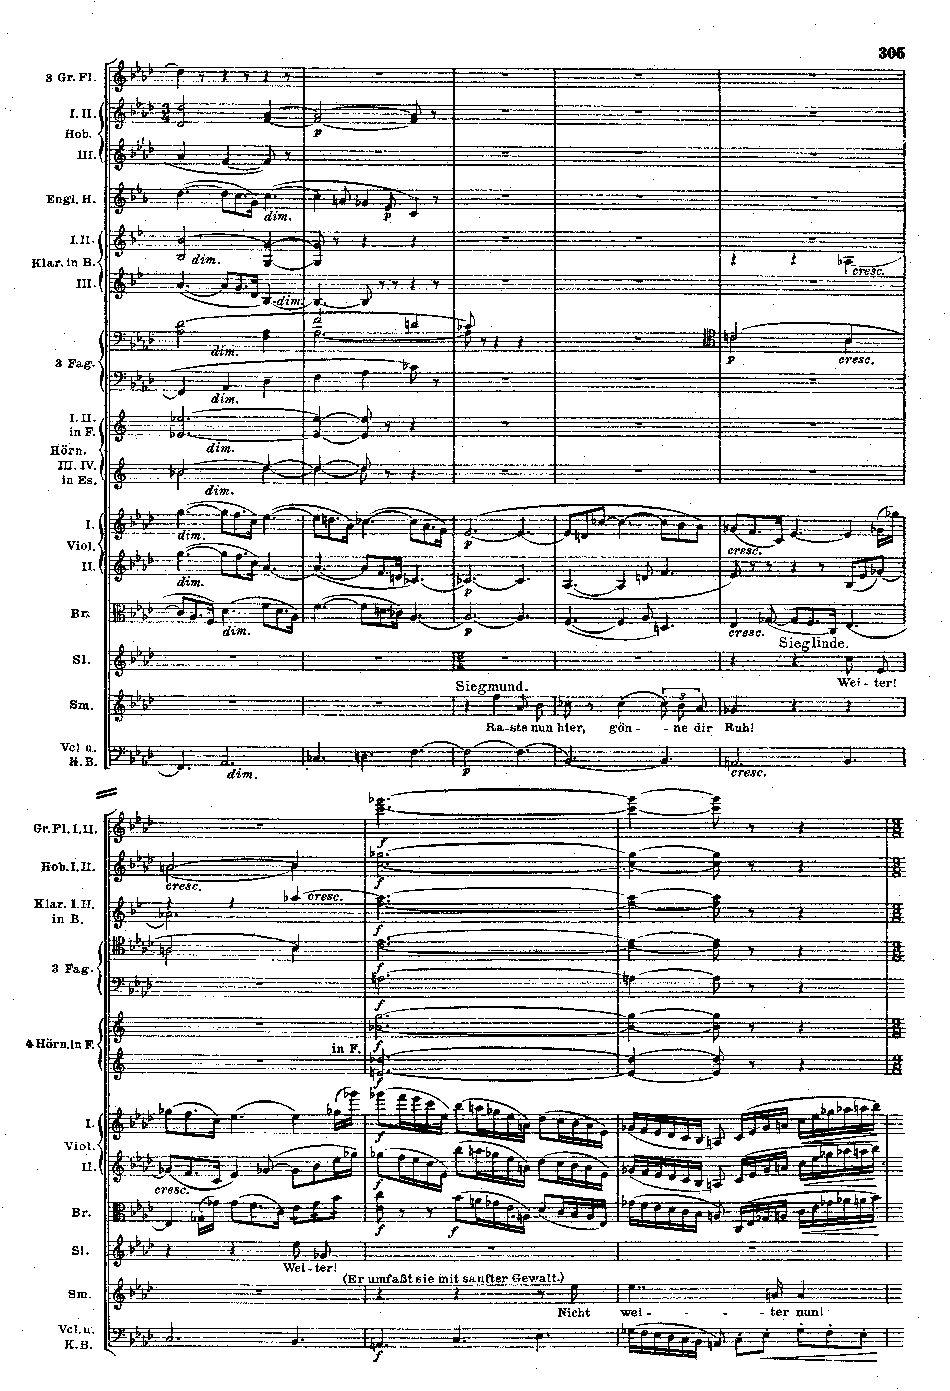 305
3 Gr. Fl.
I. II.
Hob.
III.
p
Engl. H.
dim.
p
I. II.
Klar. in B.
dim.
cresc.
III.
dim.
3 Fag.
dim.
p
cresc.
dim.
I. II.
in F.
Hörn.
dim.
III. IV.
in Es.
dim.
I.
dim.
p
cresc.
Viol.
II.
dim.
p
Br.
dim.
p
cresc.
Sieglinde.
Sl.
Wei - ter!
Siegmund.
Sm.
Ra-ste nun hier, gön - - ne dir Ruh!
3
Vcl u.
K.B.
dim.
p
cresc.
Gr. Fl. I. II.
f
Hob. I. II.
cresc.
f
Klar. I. II.
in B.
cresc.
f
3 Fag.
f
f
4 Hörn. in F.
in F.
f
I.
f
Viol.
II.
cresc.
f
Br.
f
f
Sl.
Wei - ter!
(Er umfaßt sie mit sanfter Gewalt.)
Sm.
Nicht wei - - - - ter nun!
Vcl. u.
K.B.
f